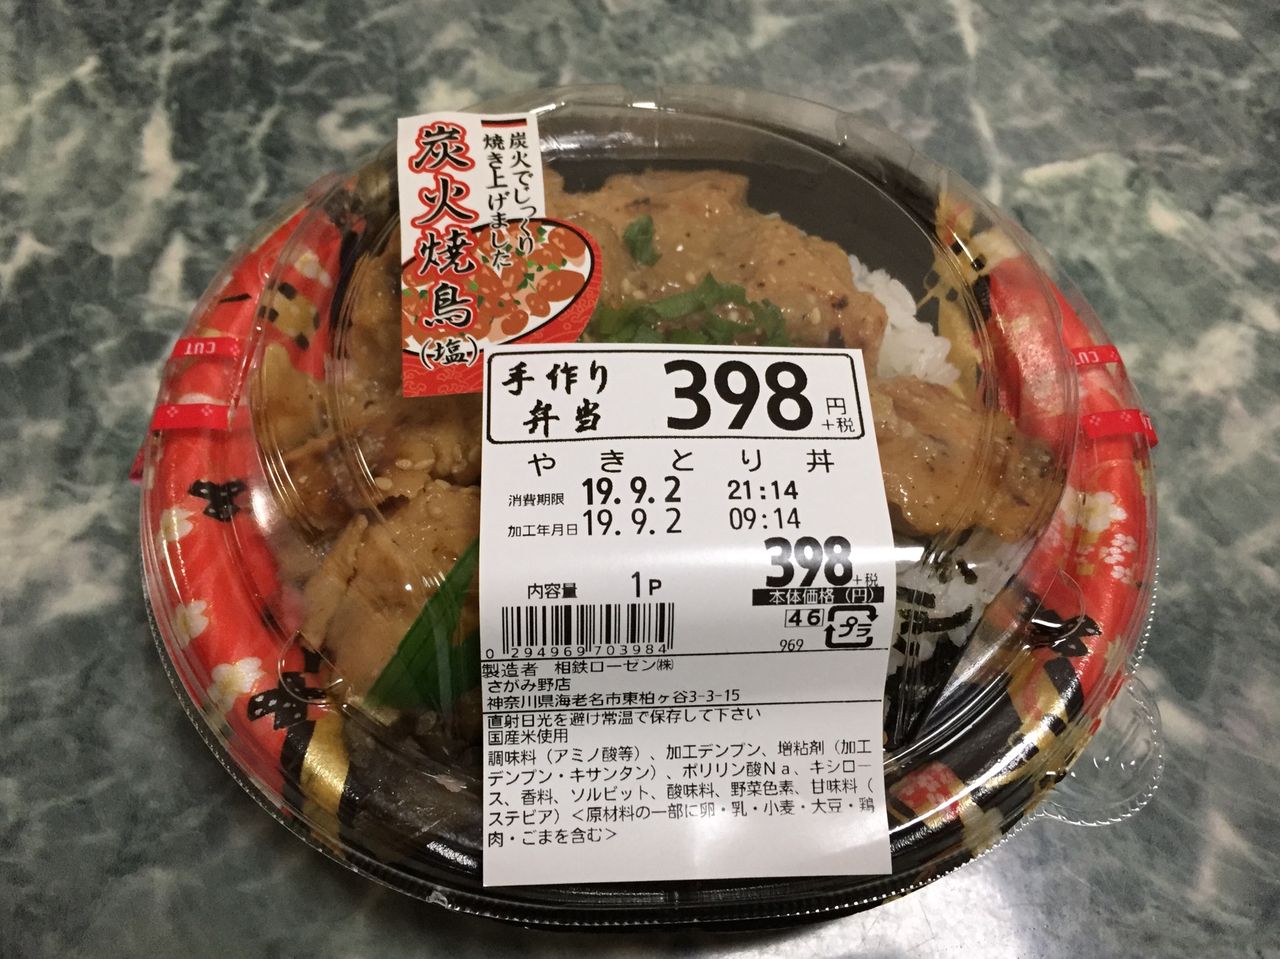 炭火でじっくり
焼き上げました
炭火焼鳥
(塩)
手作り
弁当
398
円
+税
やきとり丼
消費期限 19.9.2 21:14
加工年月日 19.9.2 09:14
398+税
内容量 1P
本体価格(円)
46
プラ
969
0 294969 703984
製造者 相鉄ローゼン㈱
さがみ野店
神奈川県海老名市東柏ヶ谷3-3-15
直射日光を避け常温で保存して下さい
国産米使用
調味料(アミノ酸等)、加工デンプン、増粘剤(加工
デンプン・キサンタン)、ポリリン酸Na、キシロー
ス、香料、ソルビット、酸味料、野菜色素、甘味料(
ステビア)<原材料の一部に卵・乳・小麦・大豆・鶏
肉・ごまを含む>
CUT
CUT